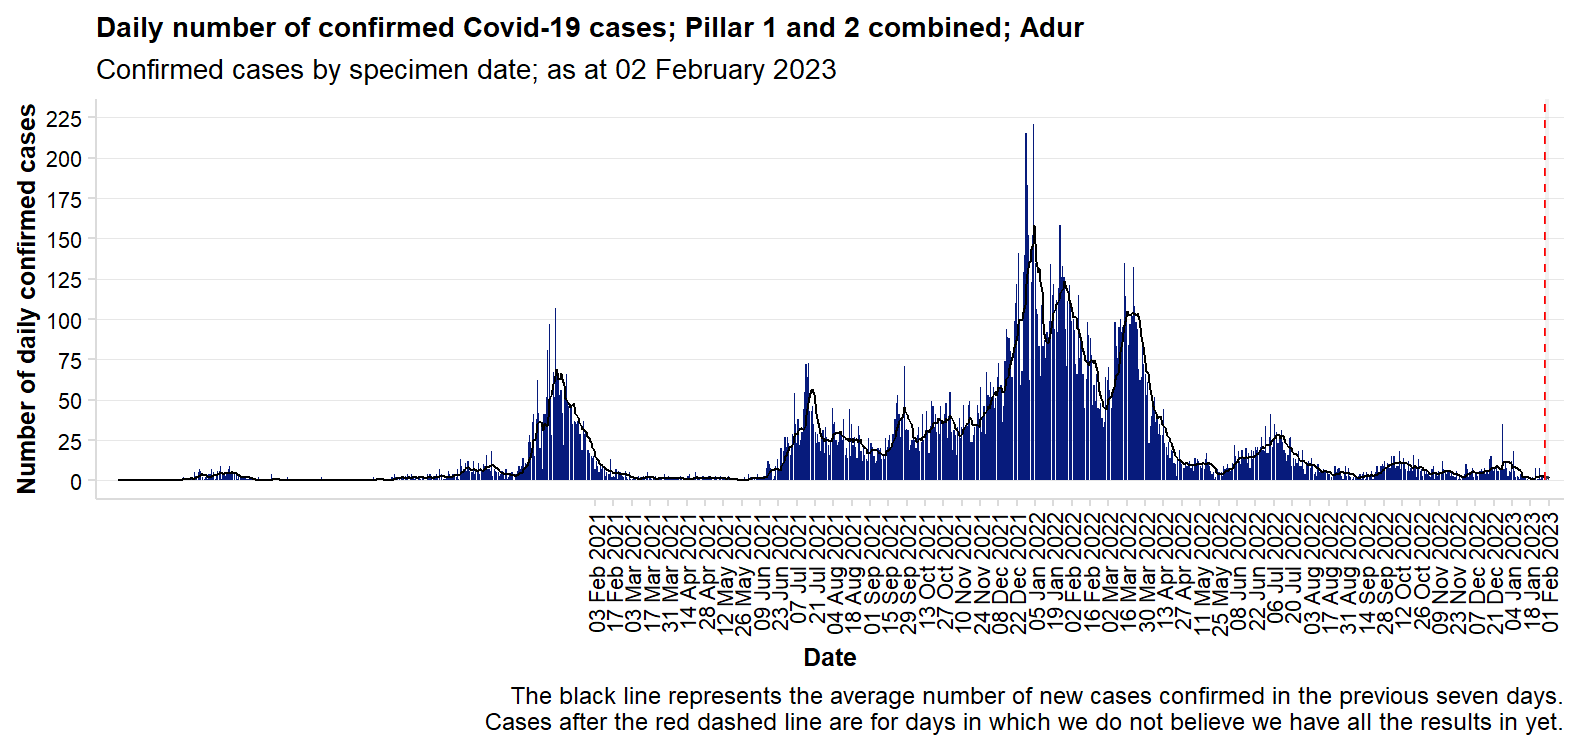 Daily number of confirmed Covid-19 cases; Pillar 1 and 2 combined; Adur
Confirmed cases by specimen date; as at 02 February 2023
Number of daily confirmed cases
225
200
175
150
125
100
75
50
25
0
03 Feb 2021
17 Feb 2021
03 Mar 2021
17 Mar 2021
31 Mar 2021
14 Apr 2021
28 Apr 2021
12 May 2021
26 May 2021
09 Jun 2021
23 Jun 2021
07 Jul 2021
21 Jul 2021
04 Aug 2021
18 Aug 2021
01 Sep 2021
15 Sep 2021
29 Sep 2021
13 Oct 2021
27 Oct 2021
10 Nov 2021
24 Nov 2021
08 Dec 2021
22 Dec 2021
05 Jan 2022
19 Jan 2022
02 Feb 2022
16 Feb 2022
02 Mar 2022
16 Mar 2022
30 Mar 2022
13 Apr 2022
27 Apr 2022
11 May 2022
25 May 2022
08 Jun 2022
22 Jun 2022
06 Jul 2022
20 Jul 2022
03 Aug 2022
17 Aug 2022
31 Aug 2022
14 Sep 2022
28 Sep 2022
12 Oct 2022
26 Oct 2022
09 Nov 2022
23 Nov 2022
07 Dec 2022
21 Dec 2022
04 Jan 2023
18 Jan 2023
01 Feb 2023
Date
The black line represents the average number of new cases confirmed in the previous seven days.
Cases after the red dashed line are for days in which we do not believe we have all the results in yet.